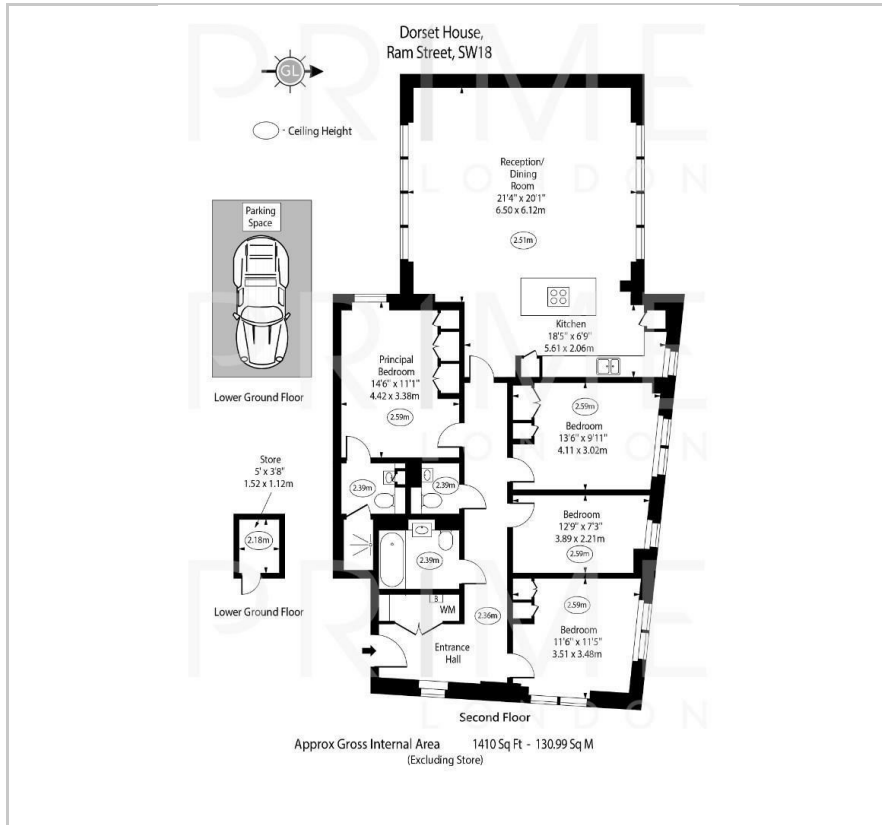 Dorset House,
Ram Street, SW18
GL
- Ceiling Height
PRIME
LONDON
Reception/
Dining
Room
21'4" x 20'1"
6.50 x 6.12m
2.51m
Parking
Space
Lower Ground Floor
Kitchen
18'5" x 6'9"
5.61 x 2.06m
Principal
Bedroom
14'6" x 11'1"
4.42 x 3.38m
2.59m
2.59m
Bedroom
13'6" x 9'11"
4.11 x 3.02m
Store
5' x 3'8"
1.52 x 1.12m
2.18m
Lower Ground Floor
2.39m
2.39m
Bedroom
12'9" x 7'3"
3.89 x 2.21m
2.59m
2.39m
B
WM
2.36m
2.59m
Bedroom
11'6" x 11'5"
3.51 x 3.48m
Entrance
Hall
PRIME
LONDON
PRIME
LONDON
Second Floor
Approx Gross Internal Area 1410 Sq Ft - 130.99 Sq M
(Excluding Store)